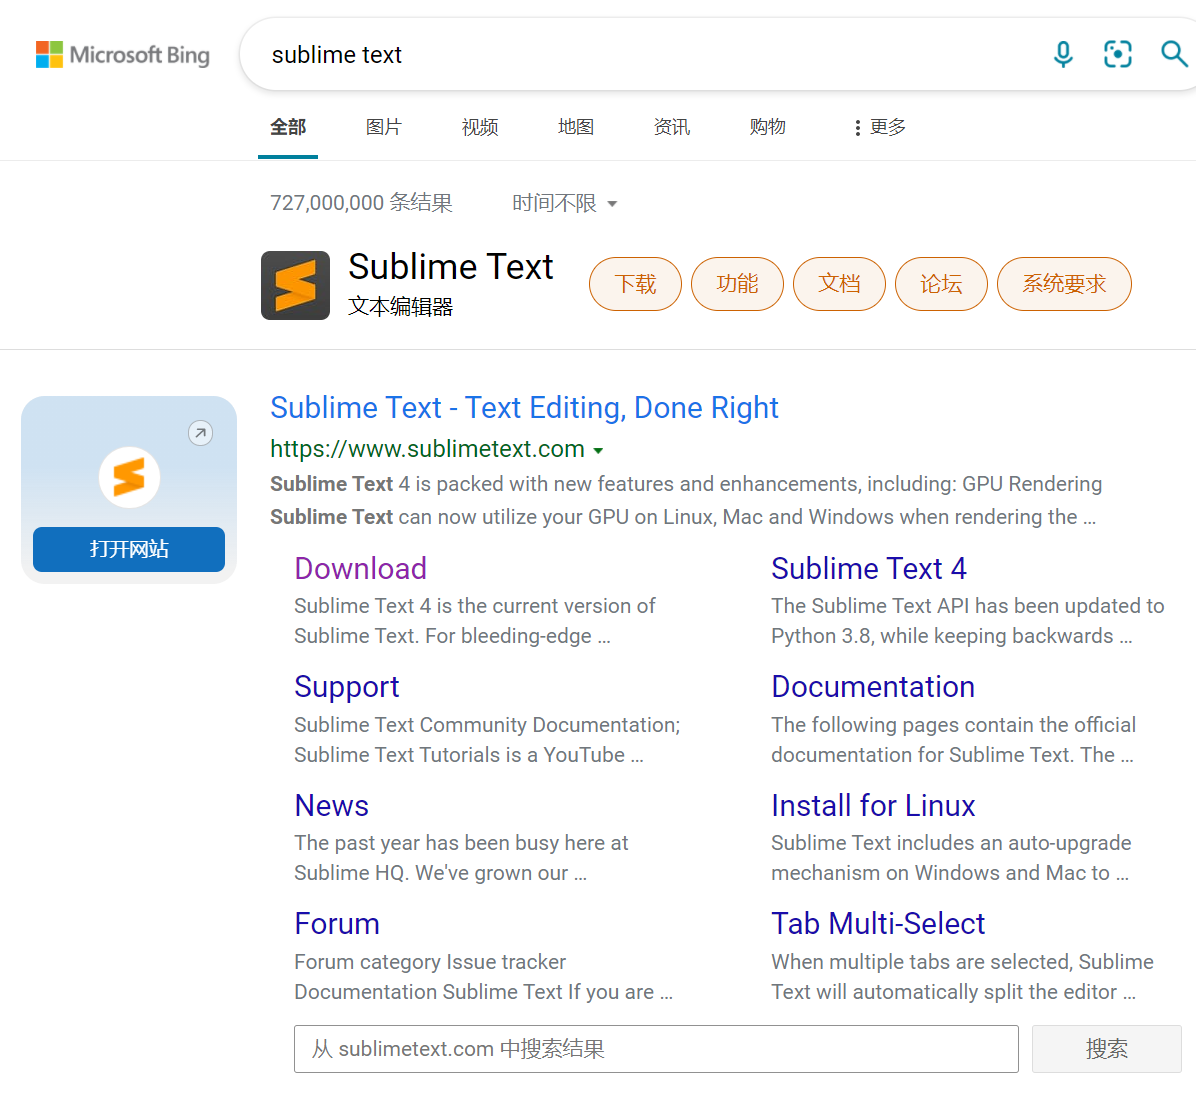 Microsoft Bing
sublime text
全部 图片 视频 地图 资讯 购物 更多
727,000,000 条结果 时间不限
Sublime Text
文本编辑器
下载 功能 文档 论坛 系统要求
打开网站
Sublime Text - Text Editing, Done Right
https://www.sublimetext.com
Sublime Text 4 is packed with new features and enhancements, including: GPU Rendering
Sublime Text can now utilize your GPU on Linux, Mac and Windows when rendering the ...
Download
Sublime Text 4 is the current version of
Sublime Text. For bleeding-edge ...
Sublime Text 4
The Sublime Text API has been updated to
Python 3.8, while keeping backwards ...
Support
Sublime Text Community Documentation;
Sublime Text Tutorials is a YouTube ...
Documentation
The following pages contain the official
documentation for Sublime Text. The ...
News
The past year has been busy here at
Sublime HQ. We've grown our ...
Install for Linux
Sublime Text includes an auto-upgrade
mechanism on Windows and Mac to ...
Forum
Forum category Issue tracker
Documentation Sublime Text If you are ...
Tab Multi-Select
When multiple tabs are selected, Sublime
Text will automatically split the editor ...
从 sublimetext.com 中搜索结果
搜索